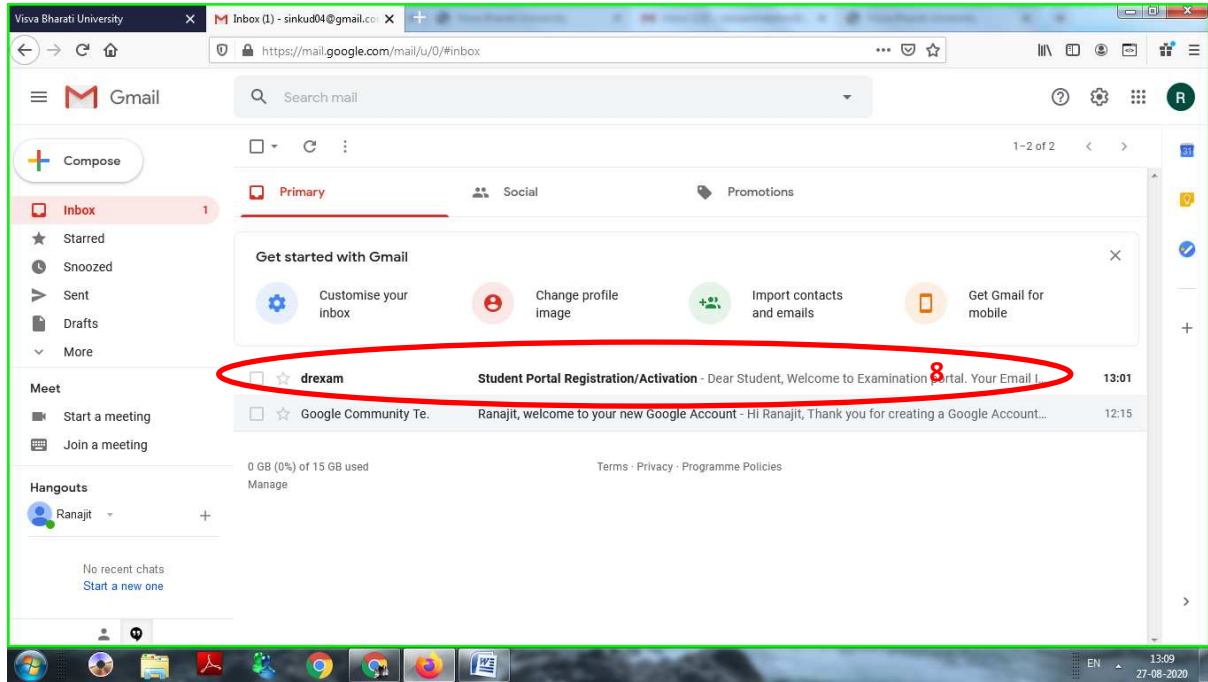 Visva Bharati University
Inbox (1) - sinkud04@gmail.co
https://mail.google.com/mail/u/0/#inbox
Gmail
Search mail
R
Compose
1–2 of 2
31
Primary
Social
Promotions
Inbox 1
Starred
Snoozed
Sent
Drafts
More
Get started with Gmail
Customise your
inbox
Change profile
image
Import contacts
and emails
Get Gmail for
mobile
8
drexam Student Portal Registration/Activation - Dear Student, Welcome to Examination portal. Your Email I... 13:01
Google Community Te. Ranajit, welcome to your new Google Account - Hi Ranajit, Thank you for creating a Google Account... 12:15
Meet
Start a meeting
Join a meeting
0 GB (0%) of 15 GB used
Manage
Terms · Privacy · Programme Policies
Hangouts
Ranajit
No recent chats
Start a new one
EN
13:09
27-08-2020